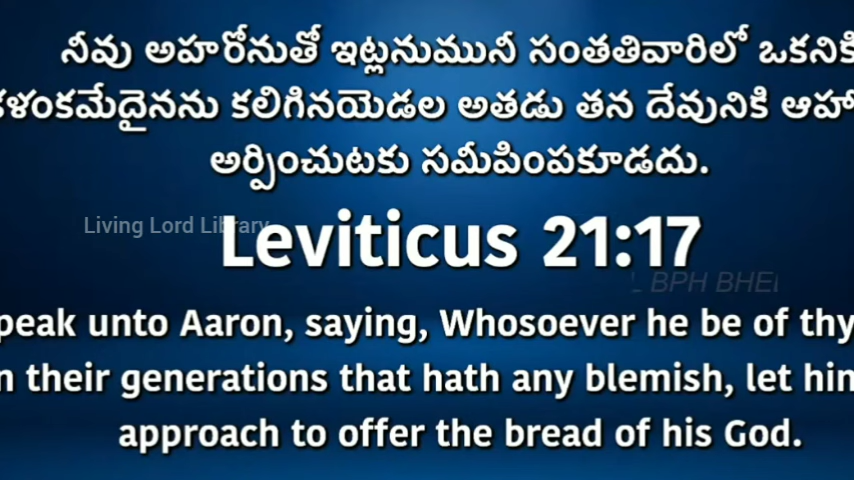 నీవు అహరోనుతో ఇట్లనుమునీ సంతతివారిలో ఒకనికి
కళంకమేదైనను కలిగినయెడల అతడు తన దేవునికి ఆహా
అర్పించుటకు సమీపింపకూడదు.
Living Lord Library
Leviticus 21:17
L BPH BHEL
peak unto Aaron, saying, Whosoever he be of thy
n their generations that hath any blemish, let him
approach to offer the bread of his God.